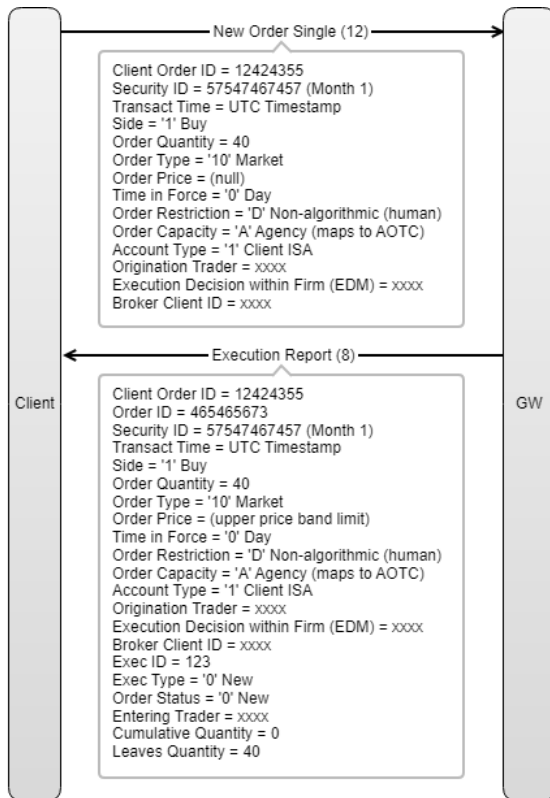 New Order Single (12)
Client Order ID = 12424355
Security ID = 57547467457 (Month 1)
Transact Time = UTC Timestamp
Side = '1' Buy
Order Quantity = 40
Order Type = '10' Market
Order Price = (null)
Time in Force = '0' Day
Order Restriction = 'D' Non-algorithmic (human)
Order Capacity = 'A' Agency (maps to AOTC)
Account Type = '1' Client ISA
Origination Trader = xxxx
Execution Decision within Firm (EDM) = xxxx
Broker Client ID = xxxx
Execution Report (8)
Client Order ID = 12424355
Order ID = 465465673
Security ID = 57547467457 (Month 1)
Transact Time = UTC Timestamp
Side = '1' Buy
Order Quantity = 40
Order Type = '10' Market
Order Price = (upper price band limit)
Time in Force = '0' Day
Order Restriction = 'D' Non-algorithmic (human)
Order Capacity = 'A' Agency (maps to AOTC)
Account Type = '1' Client ISA
Origination Trader = xxxx
Execution Decision within Firm (EDM) = xxxx
Broker Client ID = xxxx
Exec ID = 123
Exec Type = '0' New
Order Status = '0' New
Entering Trader = xxxx
Cumulative Quantity = 0
Leaves Quantity = 40
Client
GW